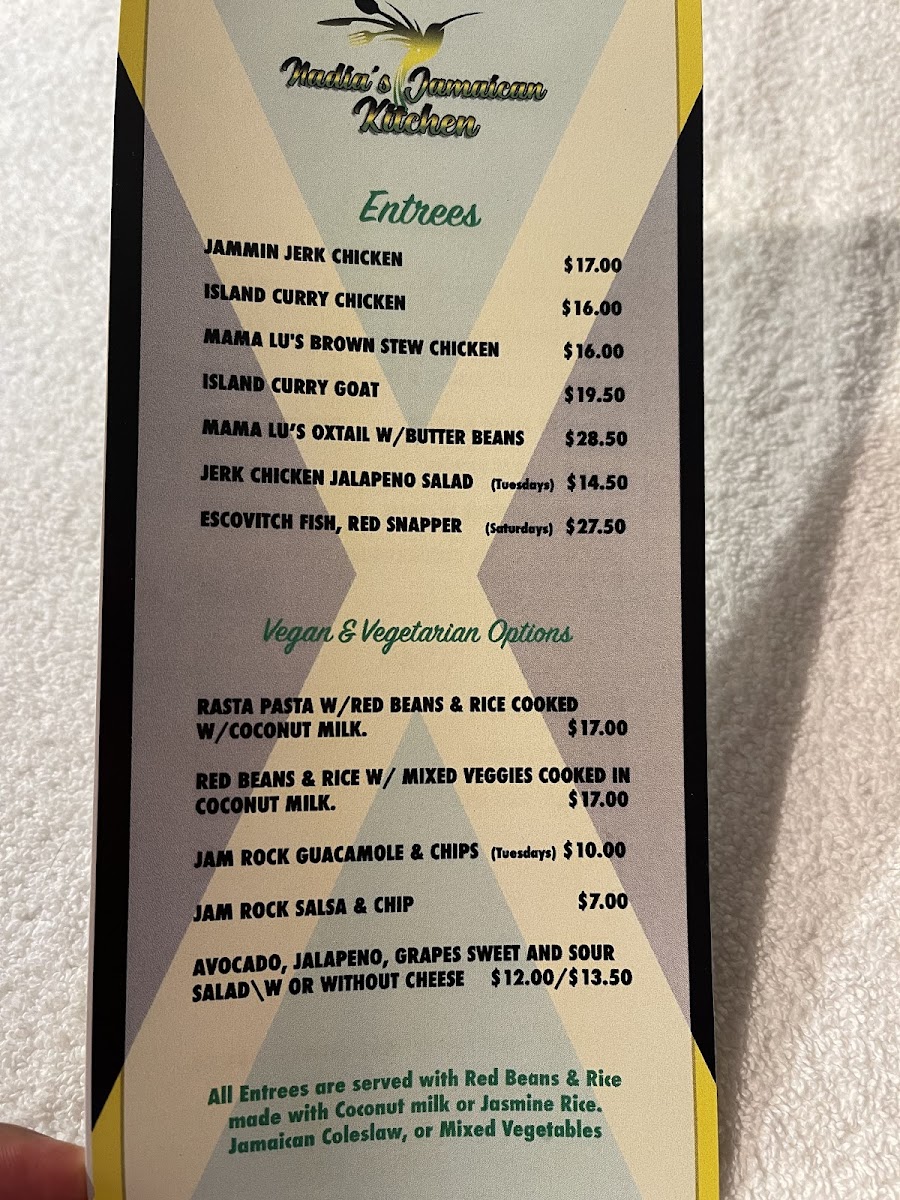 Nadia's Jamaican
Kitchen
Entrees
JAMMIN JERK CHICKEN $17.00
ISLAND CURRY CHICKEN $16.00
MAMA LU'S BROWN STEW CHICKEN $16.00
ISLAND CURRY GOAT $19.50
MAMA LU'S OXTAIL W/BUTTER BEANS $28.50
JERK CHICKEN JALAPENO SALAD (Tuesdays) $14.50
ESCOVITCH FISH, RED SNAPPER (Saturdays) $27.50
Vegan & Vegetarian Options
RASTA PASTA W/RED BEANS & RICE COOKED
W/COCONUT MILK. $17.00
RED BEANS & RICE W/ MIXED VEGGIES COOKED IN
COCONUT MILK. $17.00
JAM ROCK GUACAMOLE & CHIPS (Tuesdays) $10.00
JAM ROCK SALSA & CHIP $7.00
AVOCADO, JALAPENO, GRAPES SWEET AND SOUR
SALAD\W OR WITHOUT CHEESE $12.00/$13.50
All Entrees are served with Red Beans & Rice
made with Coconut milk or Jasmine Rice.
Jamaican Coleslaw, or Mixed Vegetables